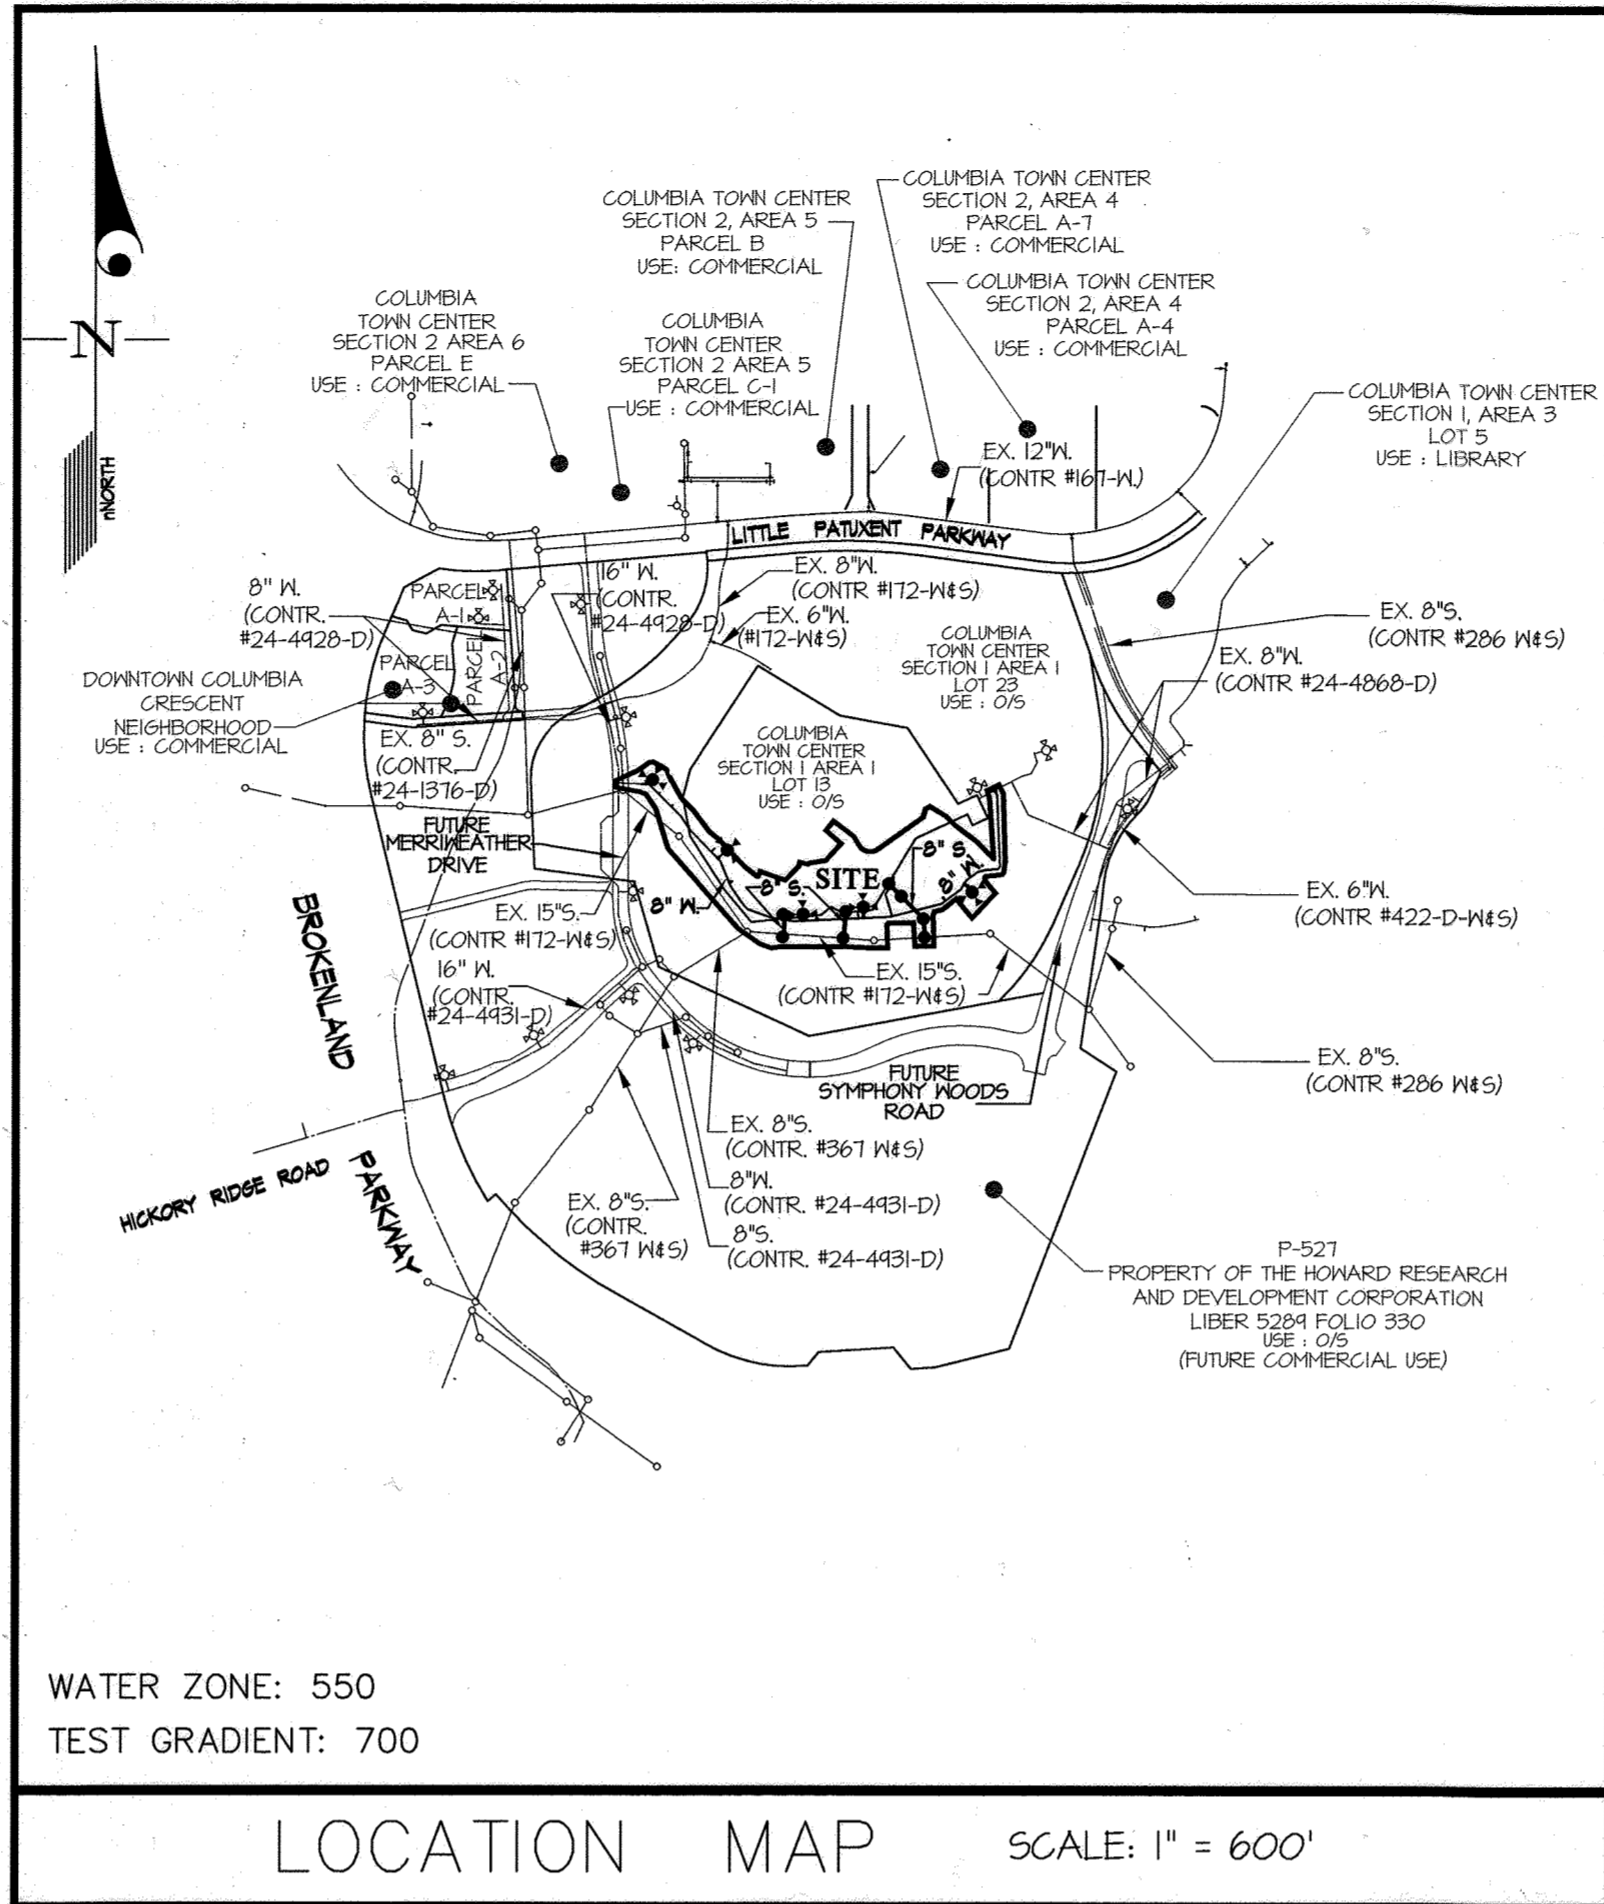 COLUMBIA TOWN CENTER
SECTION 2, AREA 4
PARCEL A-7
USE : COMMERCIAL
COLUMBIA TOWN CENTER
SECTION 2, AREA 5
PARCEL B
USE: COMMERCIAL
COLUMBIA TOWN CENTER
SECTION 2, AREA 4
PARCEL A-4
USE : COMMERCIAL
COLUMBIA
TOWN CENTER
SECTION 2 AREA 6
PARCEL E
USE : COMMERCIAL
COLUMBIA
TOWN CENTER
SECTION 2 AREA 5
PARCEL C-1
USE : COMMERCIAL
N
nNORTH
COLUMBIA TOWN CENTER
SECTION 1, AREA 3
LOT 5
USE : LIBRARY
EX. 12"W.
(CONTR #167-W.)
LITTLE PATUXENT PARKWAY
8" W.
(CONTR.
#24-4928-D)
PARCEL
A-1
PARCEL
A-2
PARCEL
A-3
16" W.
(CONTR.
#24-4928-D)
EX. 8"W.
(CONTR #172-W&S)
EX. 6"W.
(#172-W&S)
COLUMBIA
TOWN CENTER
SECTION 1 AREA 1
LOT 23
USE : O/S
EX. 8"S.
(CONTR #286 W&S)
EX. 8"W.
(CONTR #24-4868-D)
DOWNTOWN COLUMBIA
CRESCENT
NEIGHBORHOOD
USE : COMMERCIAL
EX. 8" S.
(CONTR.
#24-1376-D)
COLUMBIA
TOWN CENTER
SECTION 1 AREA 1
LOT 13
USE : O/S
FUTURE
MERRIWEATHER
DRIVE
8" S.
8" W.
SITE
8" S.
8" W.
EX. 6"W.
(CONTR #422-D-W&S)
BROKENLAND
PARKWAY
EX. 15"S.
(CONTR #172-W&S)
16" W.
(CONTR.
#24-4931-D)
EX. 15"S.
(CONTR #172-W&S)
EX. 8"S.
(CONTR #286 W&S)
FUTURE
SYMPHONY WOODS
ROAD
EX. 8"S.
(CONTR. #367 W&S)
8"W.
(CONTR. #24-4931-D)
8"S.
(CONTR. #24-4931-D)
EX. 8"S.
(CONTR.
#367 W&S)
HICKORY RIDGE ROAD
P-527
PROPERTY OF THE HOWARD RESEARCH
AND DEVELOPMENT CORPORATION
LIBER 5289 FOLIO 330
USE : O/S
(FUTURE COMMERCIAL USE)
WATER ZONE: 550
TEST GRADIENT: 700
LOCATION MAP
SCALE: 1" = 600'